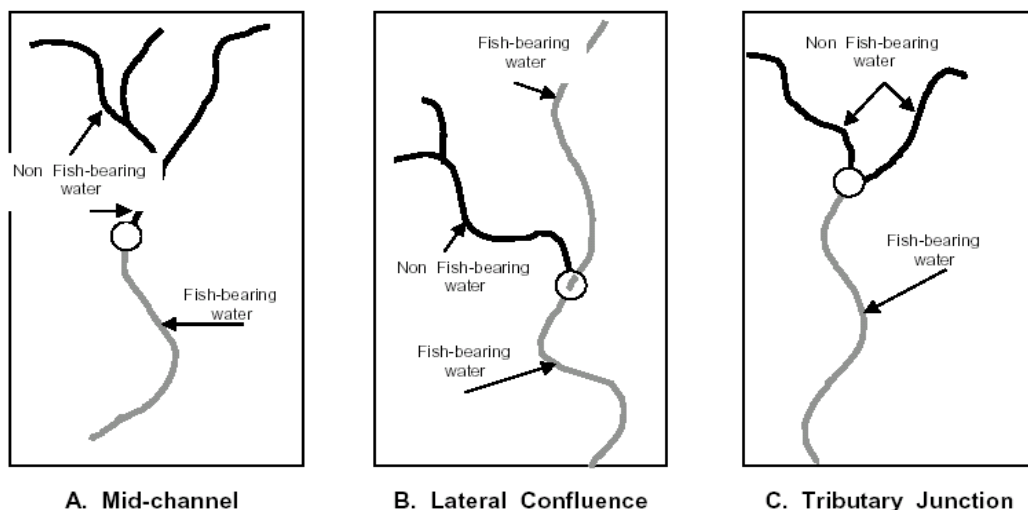 Non Fish-bearing
water
Fish-bearing
water
A. Mid-channel
Fish-bearing
water
Non Fish-bearing
water
Fish-bearing
water
B. Lateral Confluence
Non Fish-bearing
water
Fish-bearing
water
C. Tributary Junction